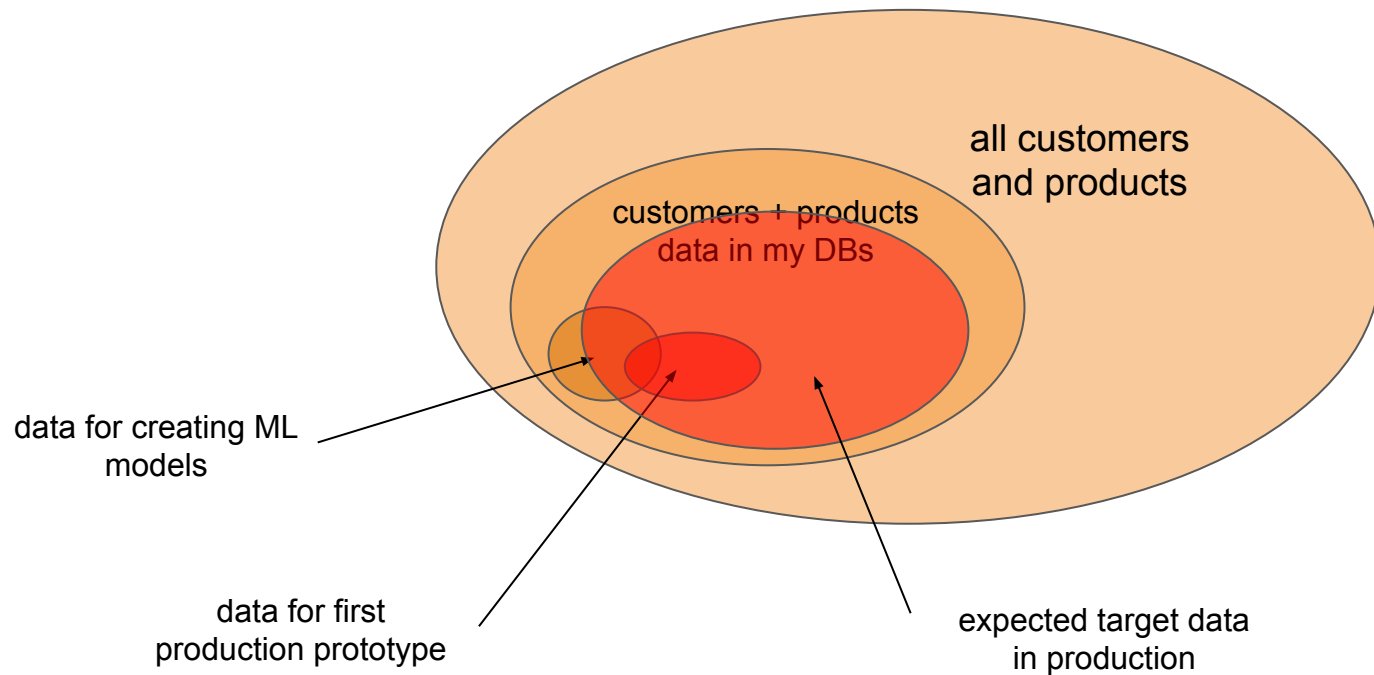 all customers
and products
customers + products
data in my DBs
data for creating ML
models
data for first
production prototype
expected target data
in production